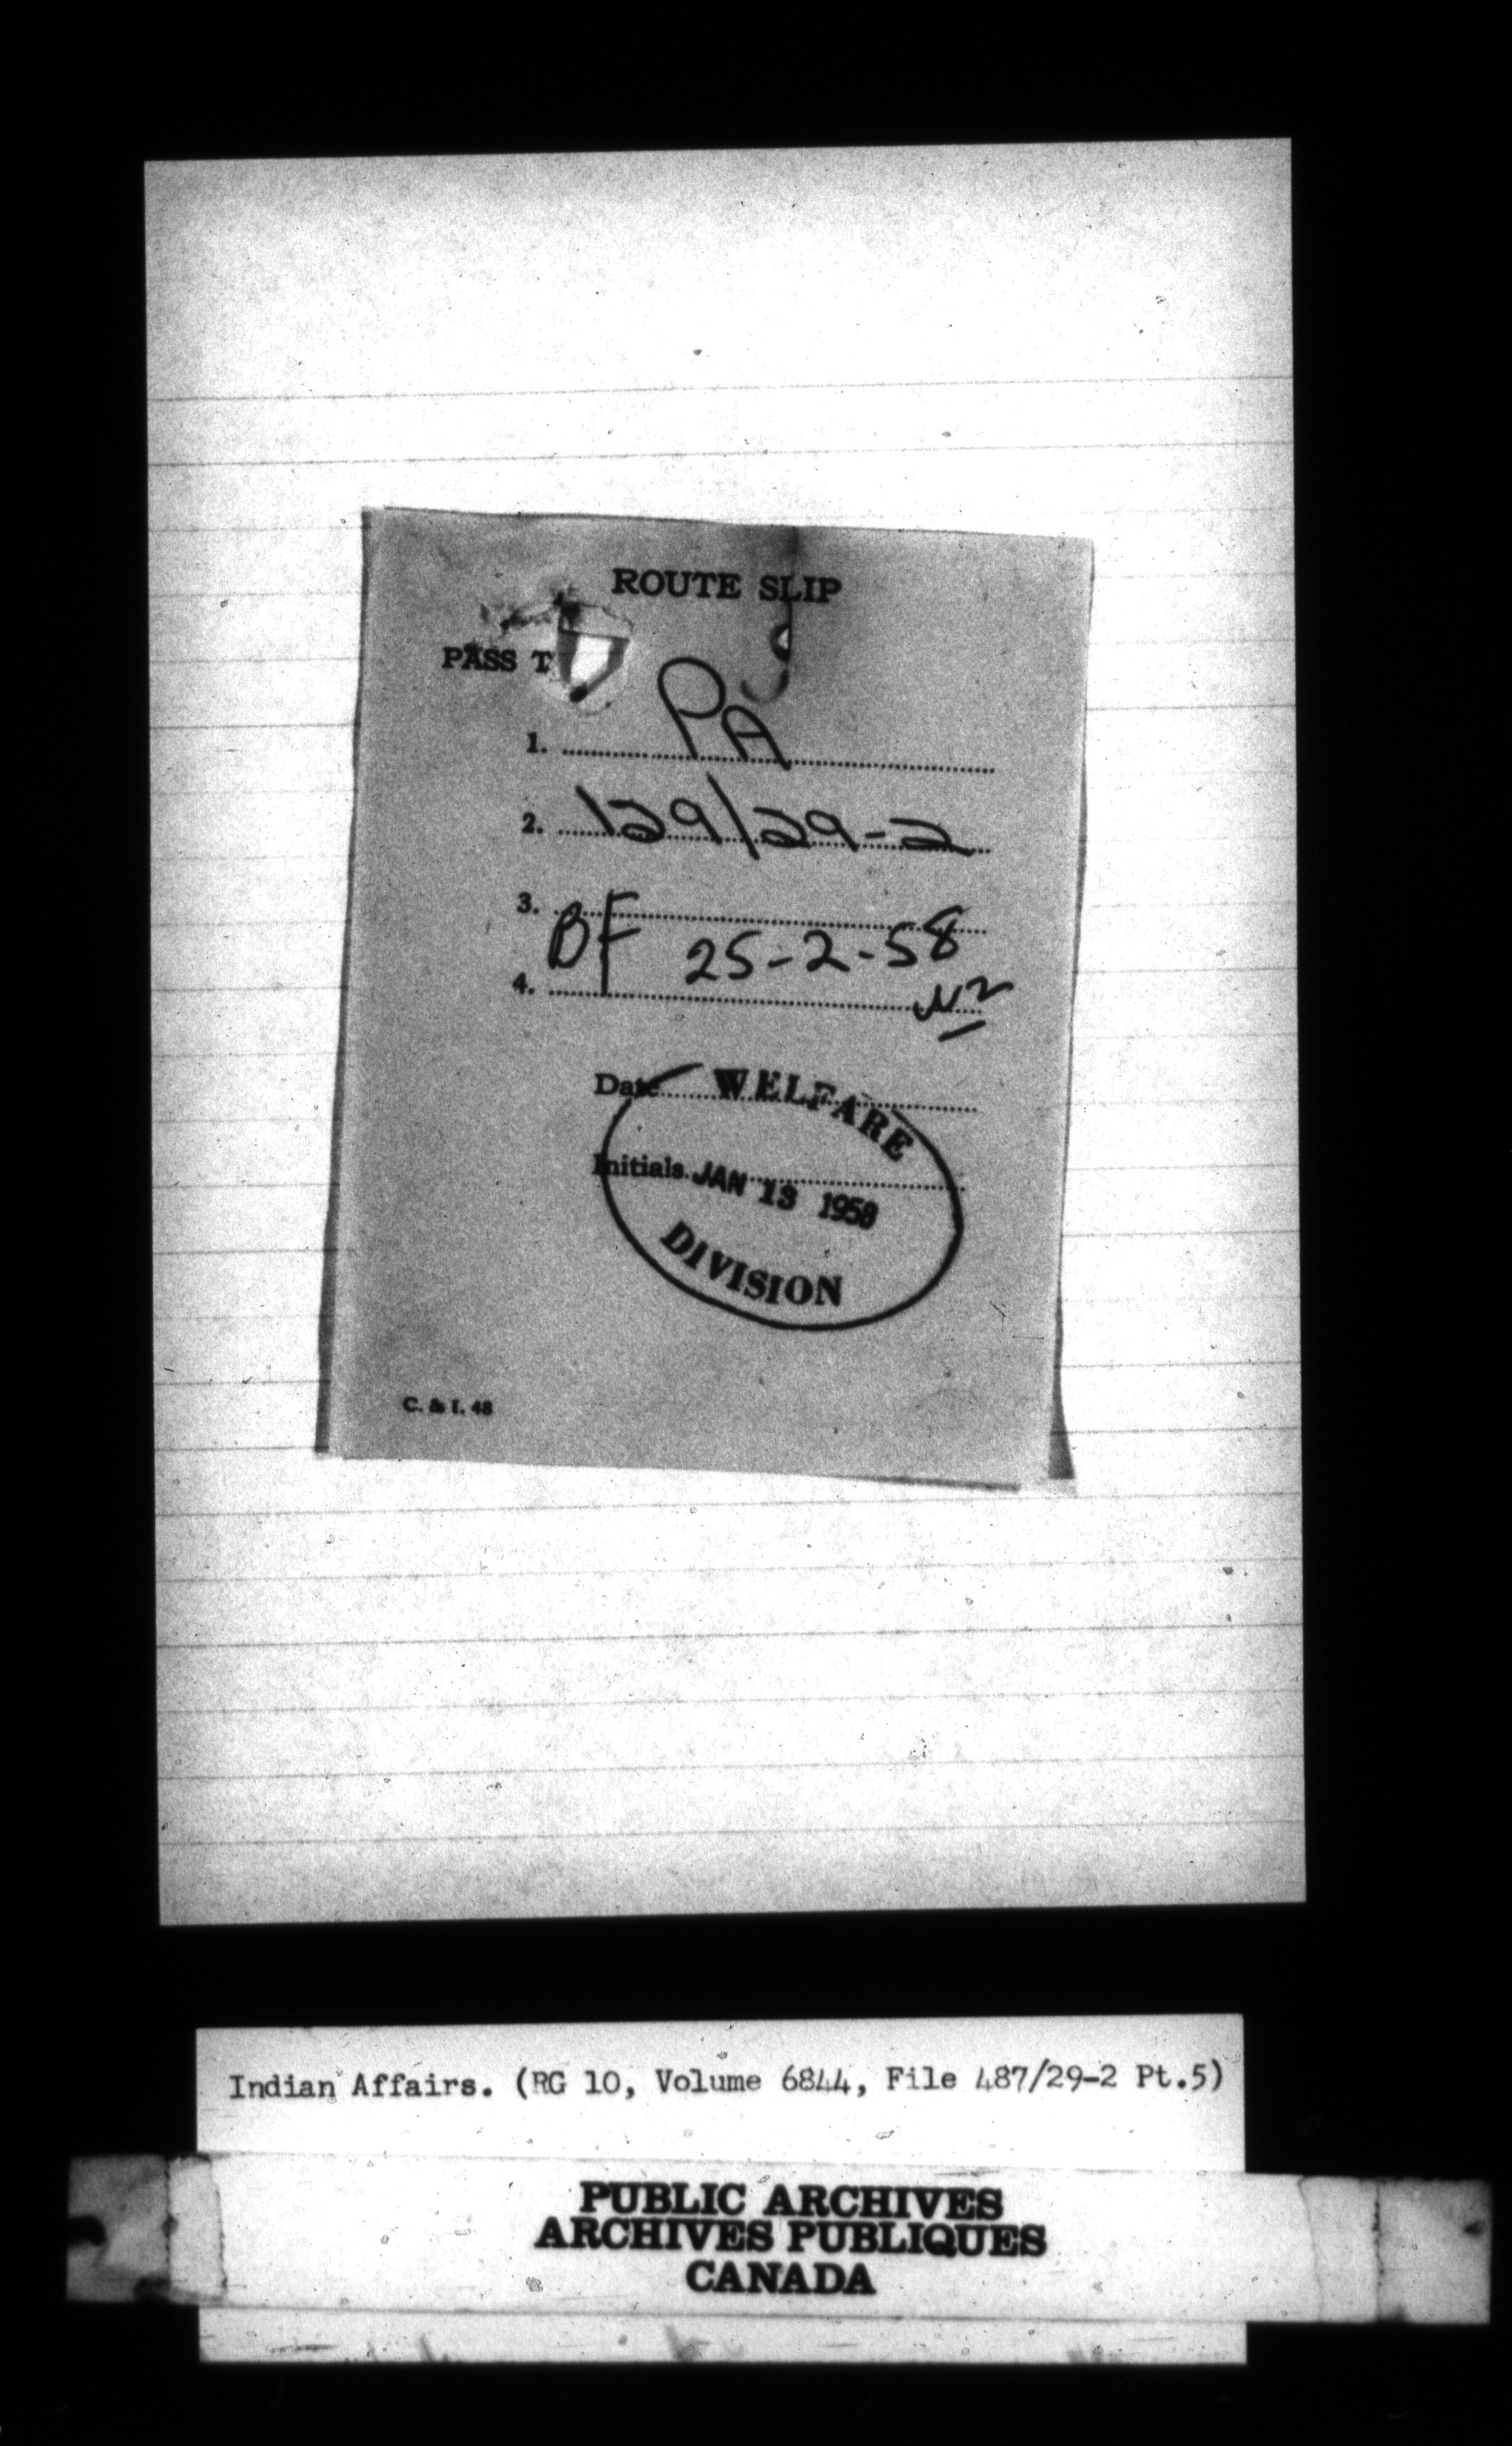 ROUTE SLIP
PASS T
1. PA
2. 129/29-2
3.
BF 25-2-58
4.
Date
WELFARE
Initials
JAN 13 1958
DIVISION
C. & I. 48
Indian Affairs. (RG 10, Volume 6844, File 487/29-2 Pt.5)
PUBLIC ARCHIVES
ARCHIVES PUBLIQUES
CANADA